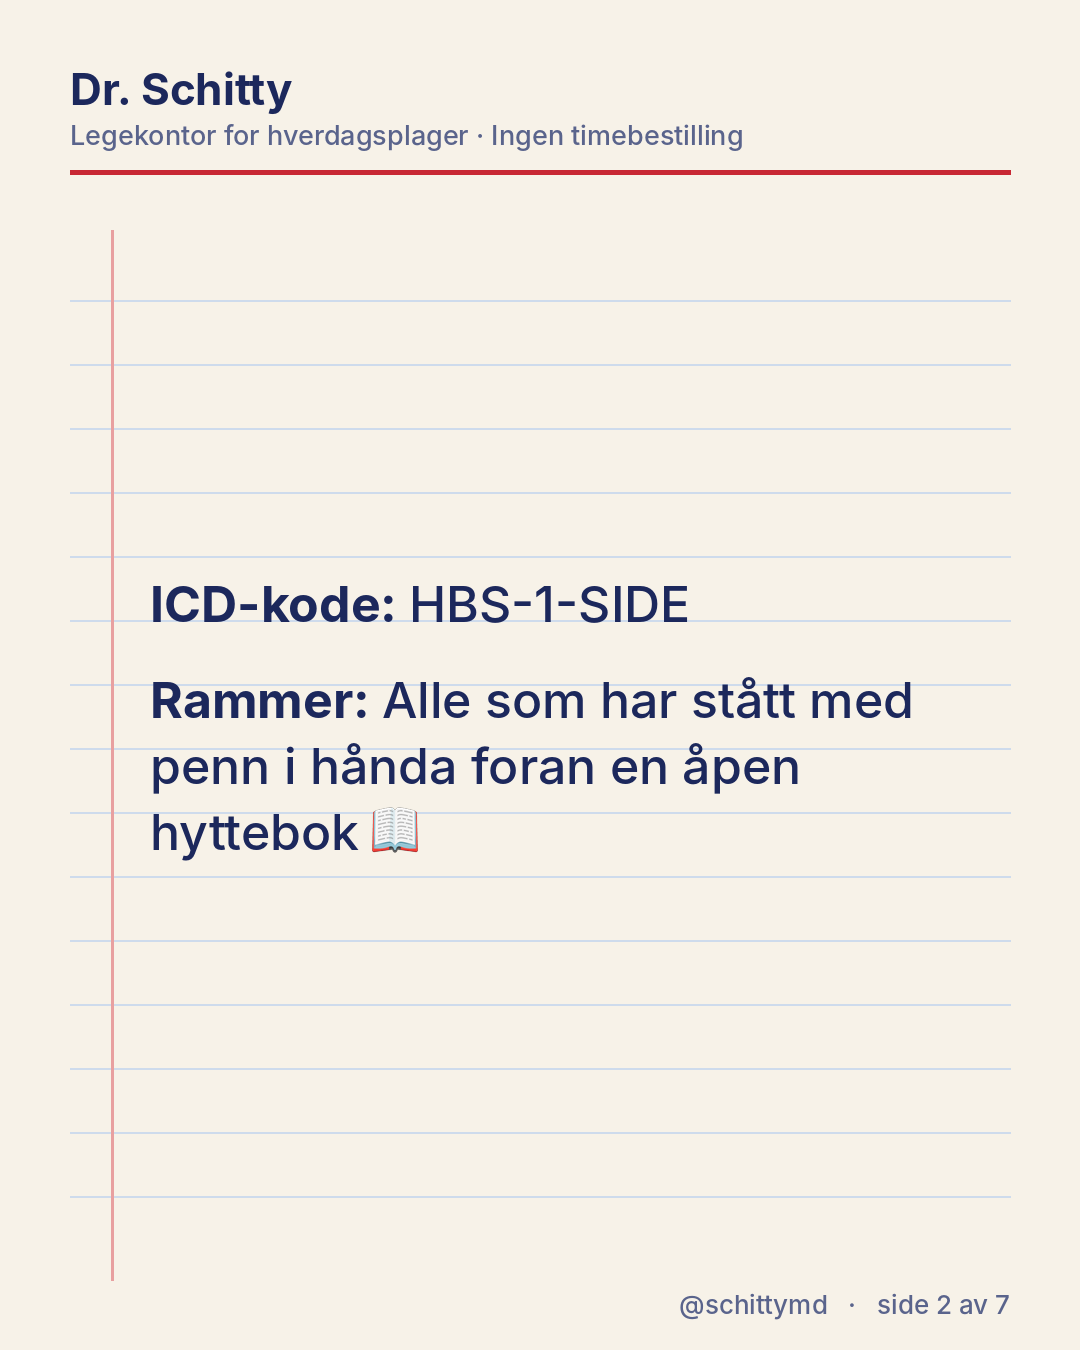 Dr. Schitty
Legekontor for hverdagsplager · Ingen timebestilling
ICD-kode: HBS-1-SIDE
Rammer: Alle som har stått med
penn i hånda foran en åpen
hyttebok 📖
@schittymd · side 2 av 7